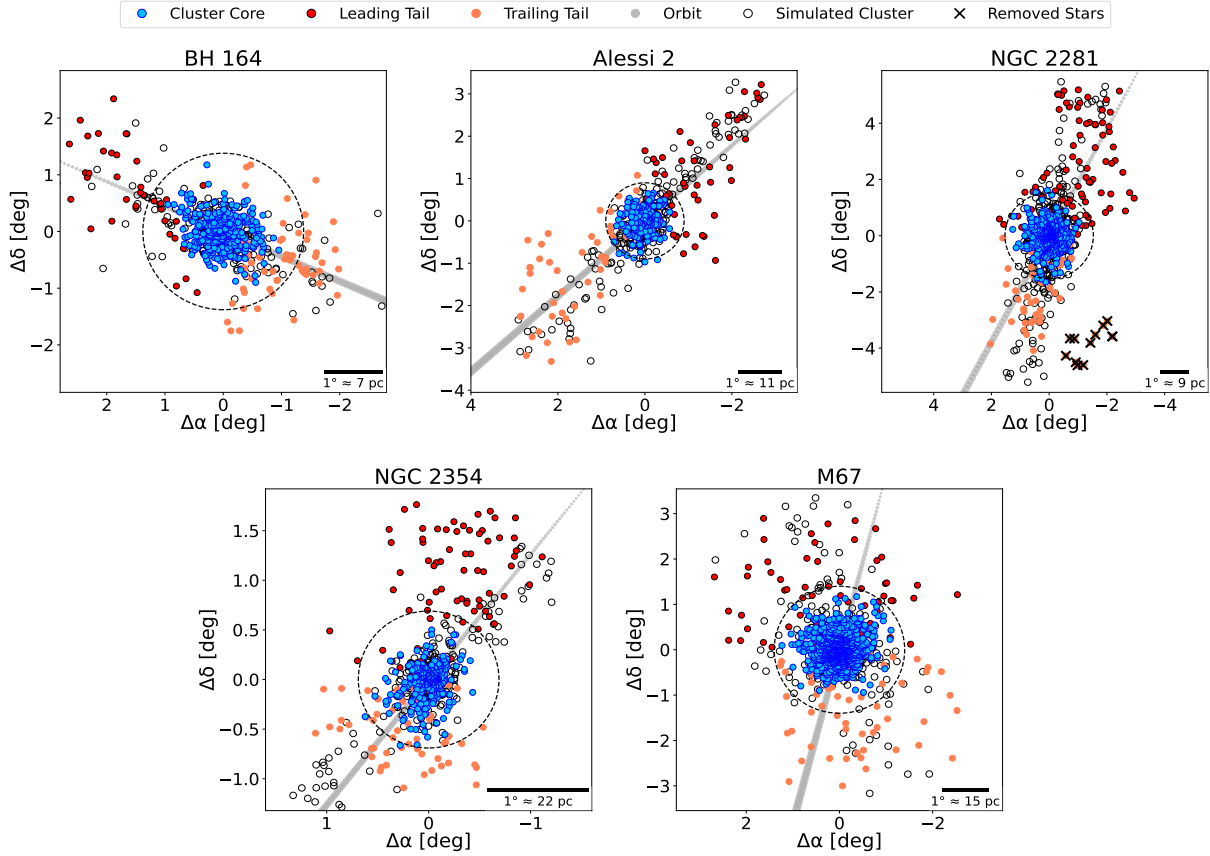 Cluster Core Leading Tail Trailing Tail Orbit Simulated Cluster Removed Stars
BH 164 Alessi 2 NGC 2281
Δδ [deg]
2
1
0
−1
−2
2 1 0 −1 −2
Δα [deg]
1° ≈ 7 pc
Δδ [deg]
3
2
1
0
−1
−2
−3
−4
4 2 0 −2
Δα [deg]
1° ≈ 11 pc
Δδ [deg]
4
2
0
−2
−4
4 2 0 −2 −4
Δα [deg]
1° ≈ 9 pc
NGC 2354 M67
Δδ [deg]
1.5
1.0
0.5
0.0
−0.5
−1.0
1 0 -1
Δα [deg]
1° ≈ 22 pc
Δδ [deg]
3
2
1
0
−1
−2
−3
2 0 −2
Δα [deg]
1° ≈ 15 pc